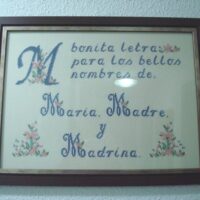 M bonita letra
para los bellos
nombres de,
María, Madre,
y
Madrina.